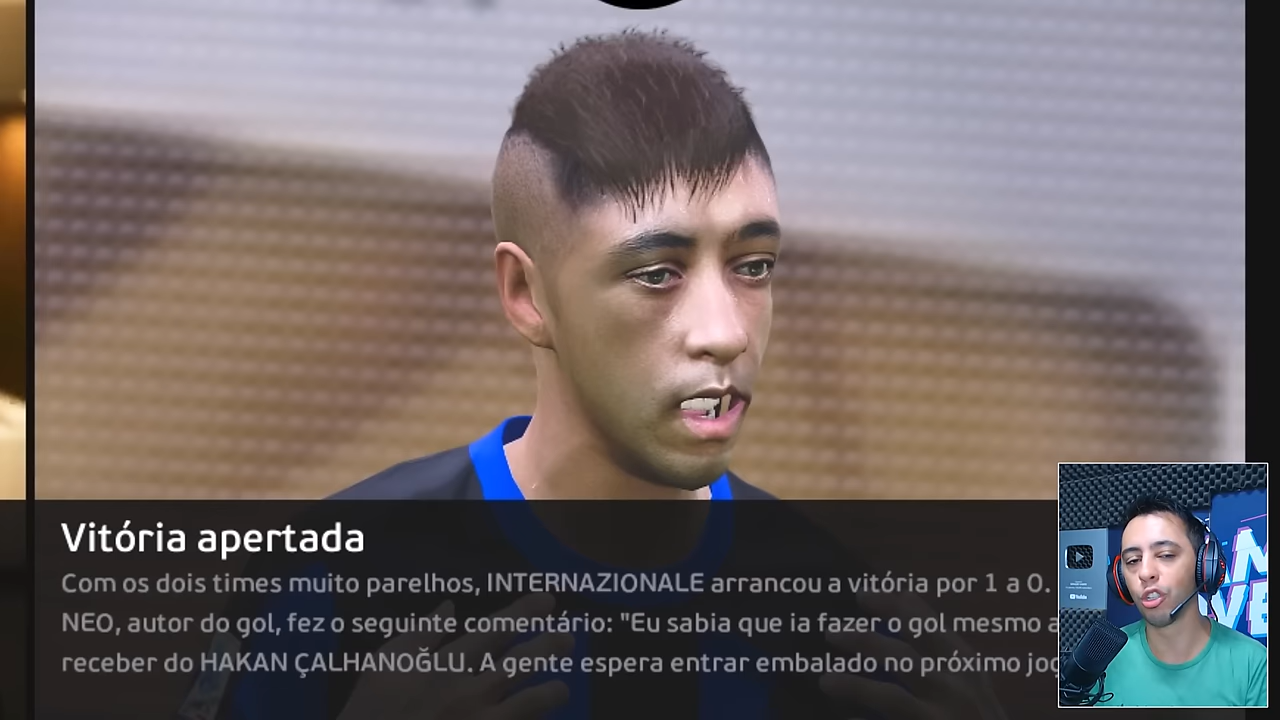 Vitória apertada
Com os dois times muito parelhos, INTERNAZIONALE arrancou a vitória por 1 a 0.
NEO, autor do gol, fez o seguinte comentário: "Eu sabia que ia fazer o gol mesmo a
receber do HAKAN ÇALHANOĞLU. A gente espera entrar embalado no próximo jog
YouTube